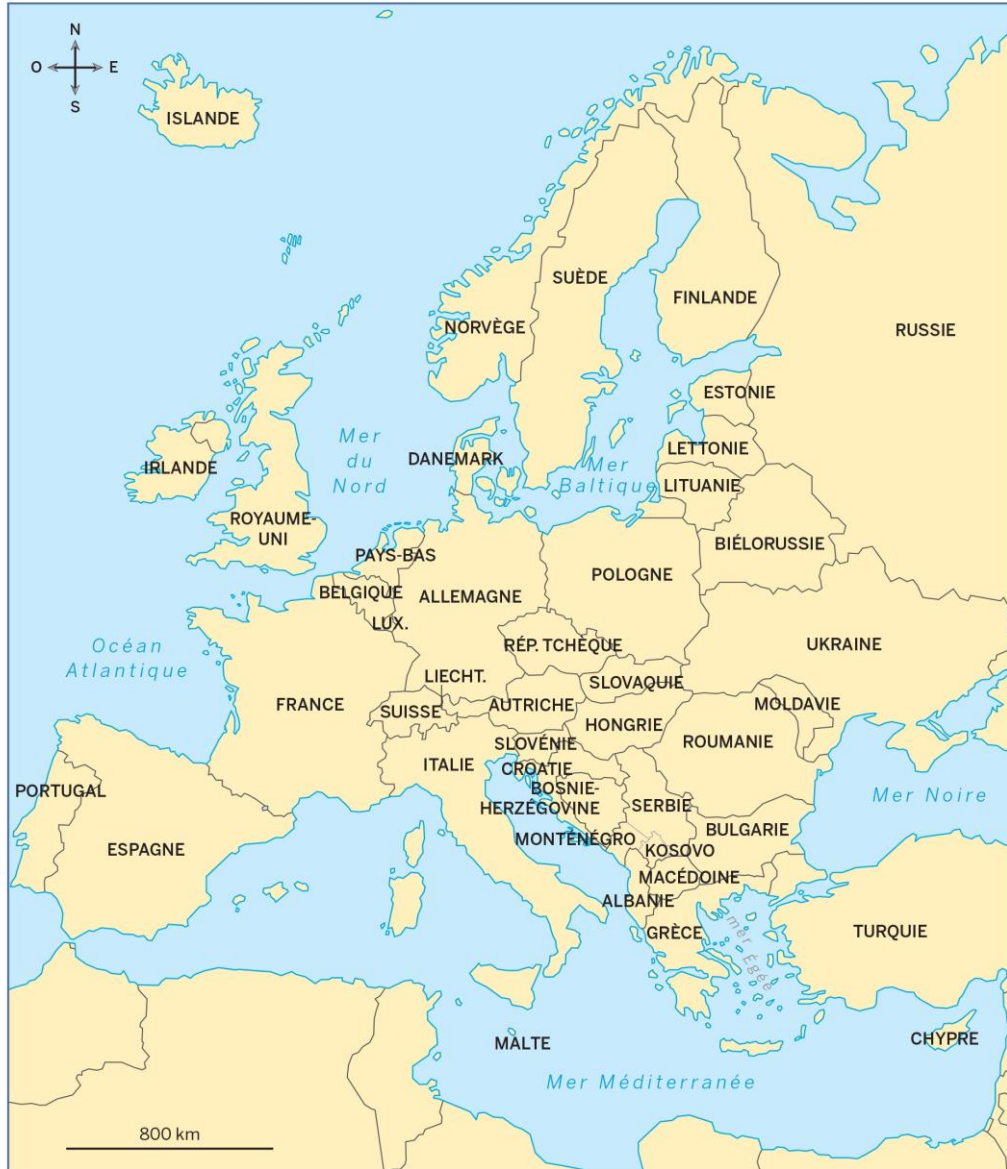 N
O E
S
ISLANDE
SUÈDE
FINLANDE
NORVÈGE
RUSSIE
ESTONIE
Mer
du
Nord
LETTONIE
DANEMARK
Mer
Baltique
IRLANDE
LITUANIE
ROYAUME-
UNI
BIÉLORUSSIE
PAYS-BAS
POLOGNE
BELGIQUE
ALLEMAGNE
LUX.
Océan
Atlantique
RÉP. TCHÈQUE
UKRAINE
LIECHT.
SLOVAQUIE
FRANCE
SUISSE
AUTRICHE
MOLDAVIE
HONGRIE
ROUMANIE
SLOVÉNIE
ITALIE
CROATIE
PORTUGAL
BOSNIE-
HERZÉGOVINE
SERBIE
Mer Noire
MONTÉNÉGRO
BULGARIE
ESPAGNE
KOSOVO
MACÉDOINE
ALBANIE
GRÈCE
mer Égée
TURQUIE
MALTE
CHYPRE
Mer Méditerranée
800 km